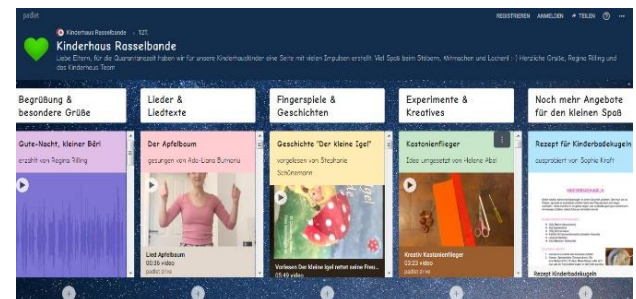 padlet
REGISTRIEREN ANMELDEN TEILEN
Kinderhaus Rasselbande • 12T.
Kinderhaus Rasselbande
Liebe Eltern, für die Quarantänezeit haben wir für unsere Kinderhauskinder eine Seite mit vielen Impulsen erstellt. Viel Spaß beim Stöbern, Mitmachen und Lachen! :-) Herzliche Grüße, Regina Rilling und
das Kinderhaus Team
Begrüßung &
besondere Grüße
Gute-Nacht, kleiner Bär!
erzählt von Regina Rilling
Lieder &
Liedtexte
Der Apfelbaum
gesungen von Ada-Liana
Lied Apfelbaum
00:36 video
padlet drive
Fingerspiele &
Geschichten
Geschichte "Der kleine Igel"
vorgelesen von Stephanie
Schünemann
Vorlesen Der kleine Igel rettet seine Freu...
05:49 video
Experimente &
Kreatives
Kastanienflieger
Idee umgesetzt von Helene Abel
Kreativ Kastanienflieger
03:23 video
padlet drive
Noch mehr Angebote
für den kleinen Spaß
Rezept für Kinderbadekugeln
ausprobiert von Sophie Kraft
Rezept Kinderbadekugeln